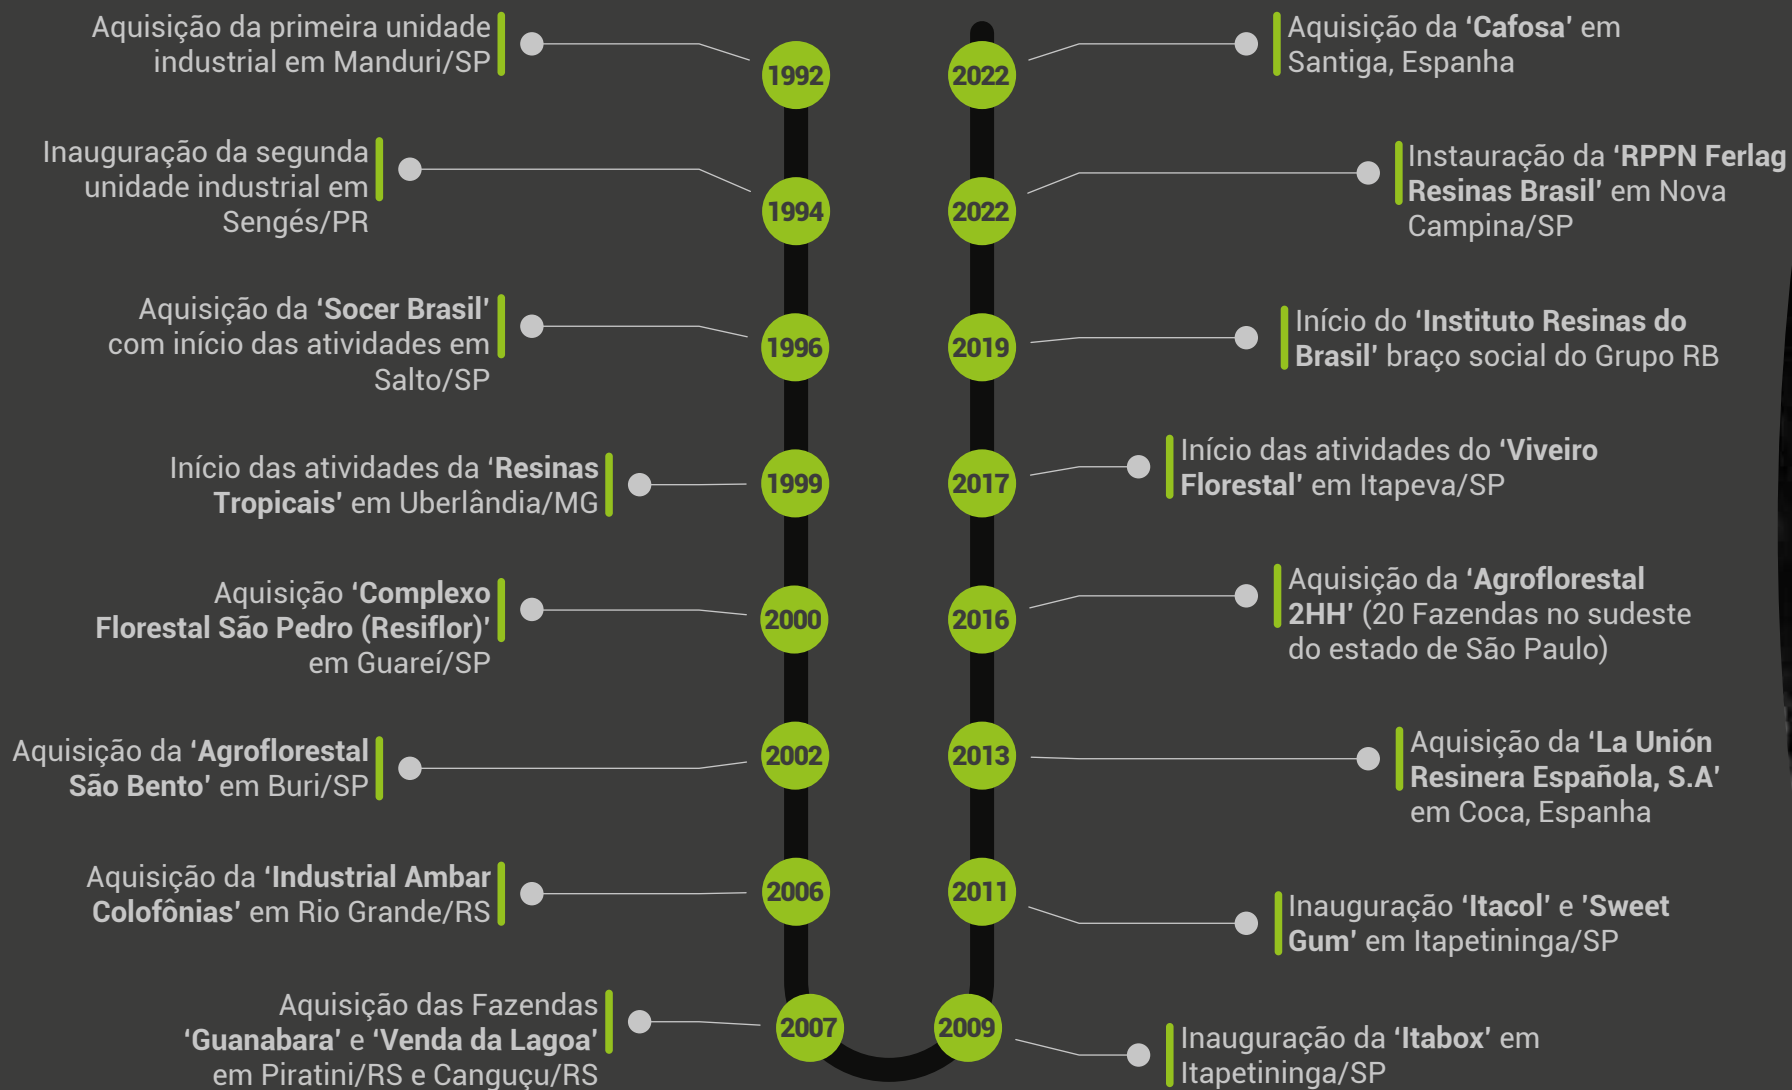 Aquisição da primeira unidade
industrial em Manduri/SP
1992
Inauguração da segunda
unidade industrial em
Sengés/PR
1994
Aquisição da ‘Socer Brasil’
com início das atividades em
Salto/SP
1996
Início das atividades da ‘Resinas
Tropicais’ em Uberlândia/MG
1999
Aquisição ‘Complexo
Florestal São Pedro (Resiflor)’
em Guareí/SP
2000
Aquisição da ‘Agroflorestal
São Bento’ em Buri/SP
2002
Aquisição da ‘Industrial Ambar
Colofônias’ em Rio Grande/RS
2006
Aquisição das Fazendas
‘Guanabara’ e ‘Venda da Lagoa’
em Piratini/RS e Canguçu/RS
2007
2009
Inauguração da ‘Itabox’ em
Itapetininga/SP
2011
Inauguração ‘Itacol’ e ’Sweet
Gum’ em Itapetininga/SP
2013
Aquisição da ‘La Unión
Resinera Española, S.A’
em Coca, Espanha
2016
Aquisição da ‘Agroflorestal
2HH’ (20 Fazendas no sudeste
do estado de São Paulo)
2017
Início das atividades do ‘Viveiro
Florestal’ em Itapeva/SP
2019
Início do ‘Instituto Resinas do
Brasil’ braço social do Grupo RB
2022
Instauração da ‘RPPN Ferlag
Resinas Brasil’ em Nova
Campina/SP
2022
Aquisição da ‘Cafosa’ em
Santiga, Espanha